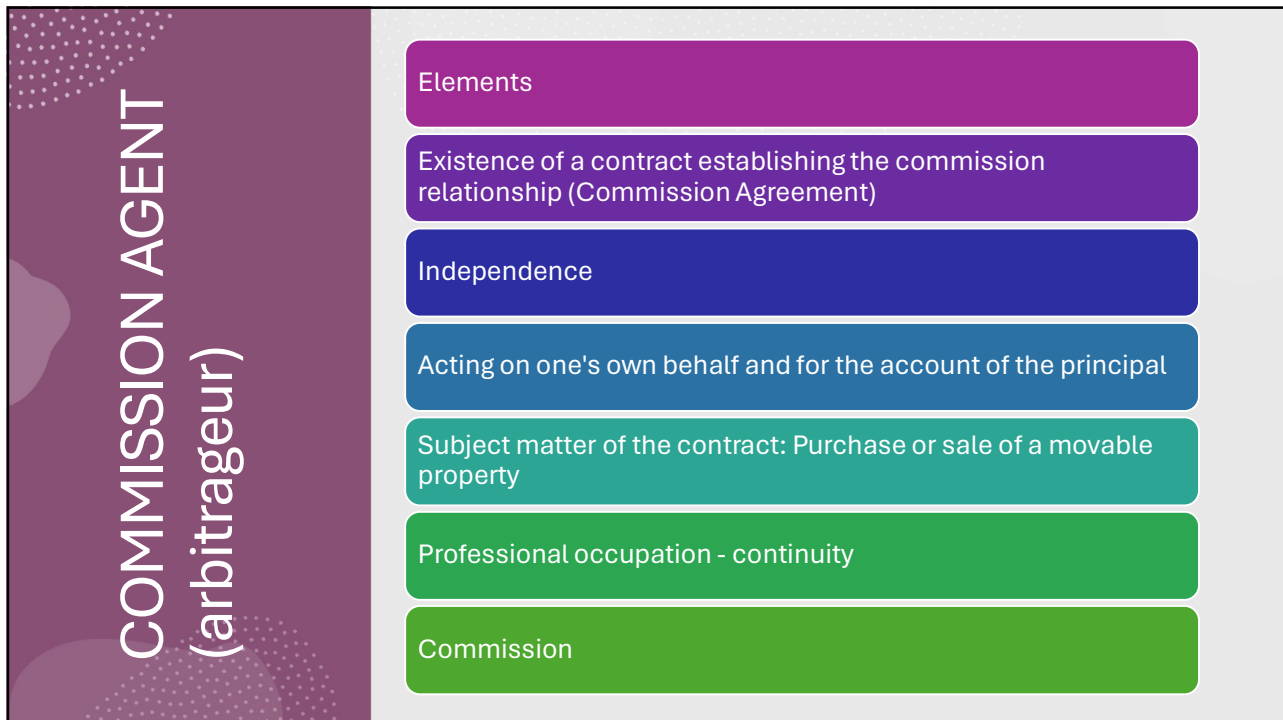 COMMISSION AGENT
(arbitrageur)
Elements
Existence of a contract establishing the commission
relationship (Commission Agreement)
Independence
Acting on one's own behalf and for the account of the principal
Subject matter of the contract: Purchase or sale of a movable
property
Professional occupation - continuity
Commission